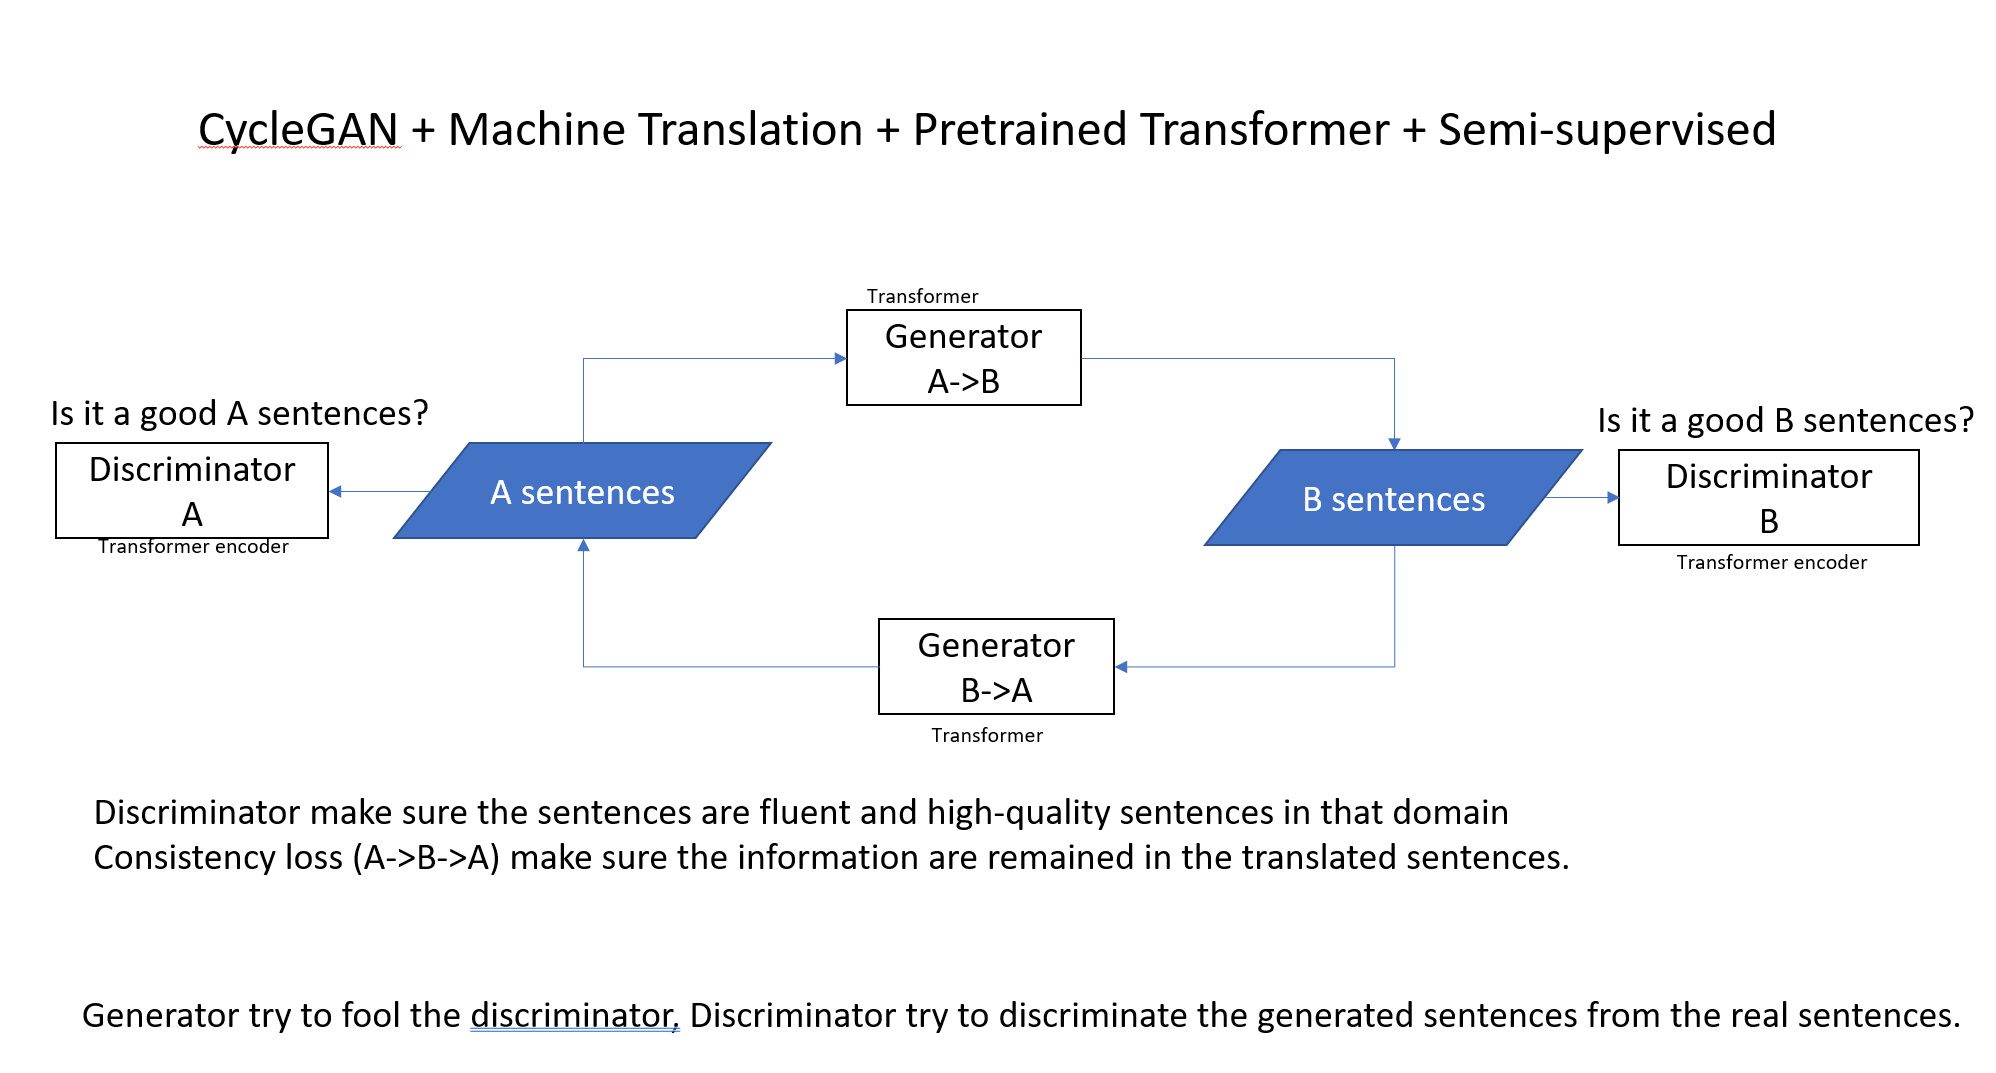 CycleGAN + Machine Translation + Pretrained Transformer + Semi-supervised
Transformer
Generator
A->B
Is it a good A sentences?
Discriminator
A
Transformer encoder
A sentences
B sentences
Is it a good B sentences?
Discriminator
B
Transformer encoder
Generator
B->A
Transformer
Discriminator make sure the sentences are fluent and high-quality sentences in that domain
Consistency loss (A->B->A) make sure the information are remained in the translated sentences.
Generator try to fool the discriminator, Discriminator try to discriminate the generated sentences from the real sentences.